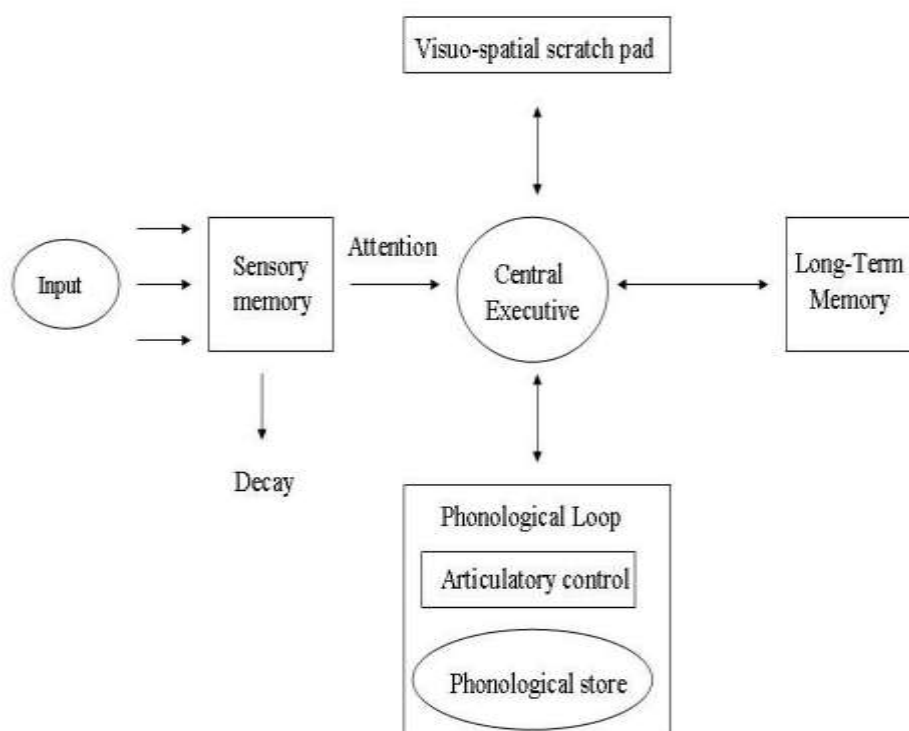 Visuo-spatial scratch pad
Input
Sensory
memory
Attention
Central
Executive
Long-Term
Memory
Decay
Phonological Loop
Articulatory control
Phonological store